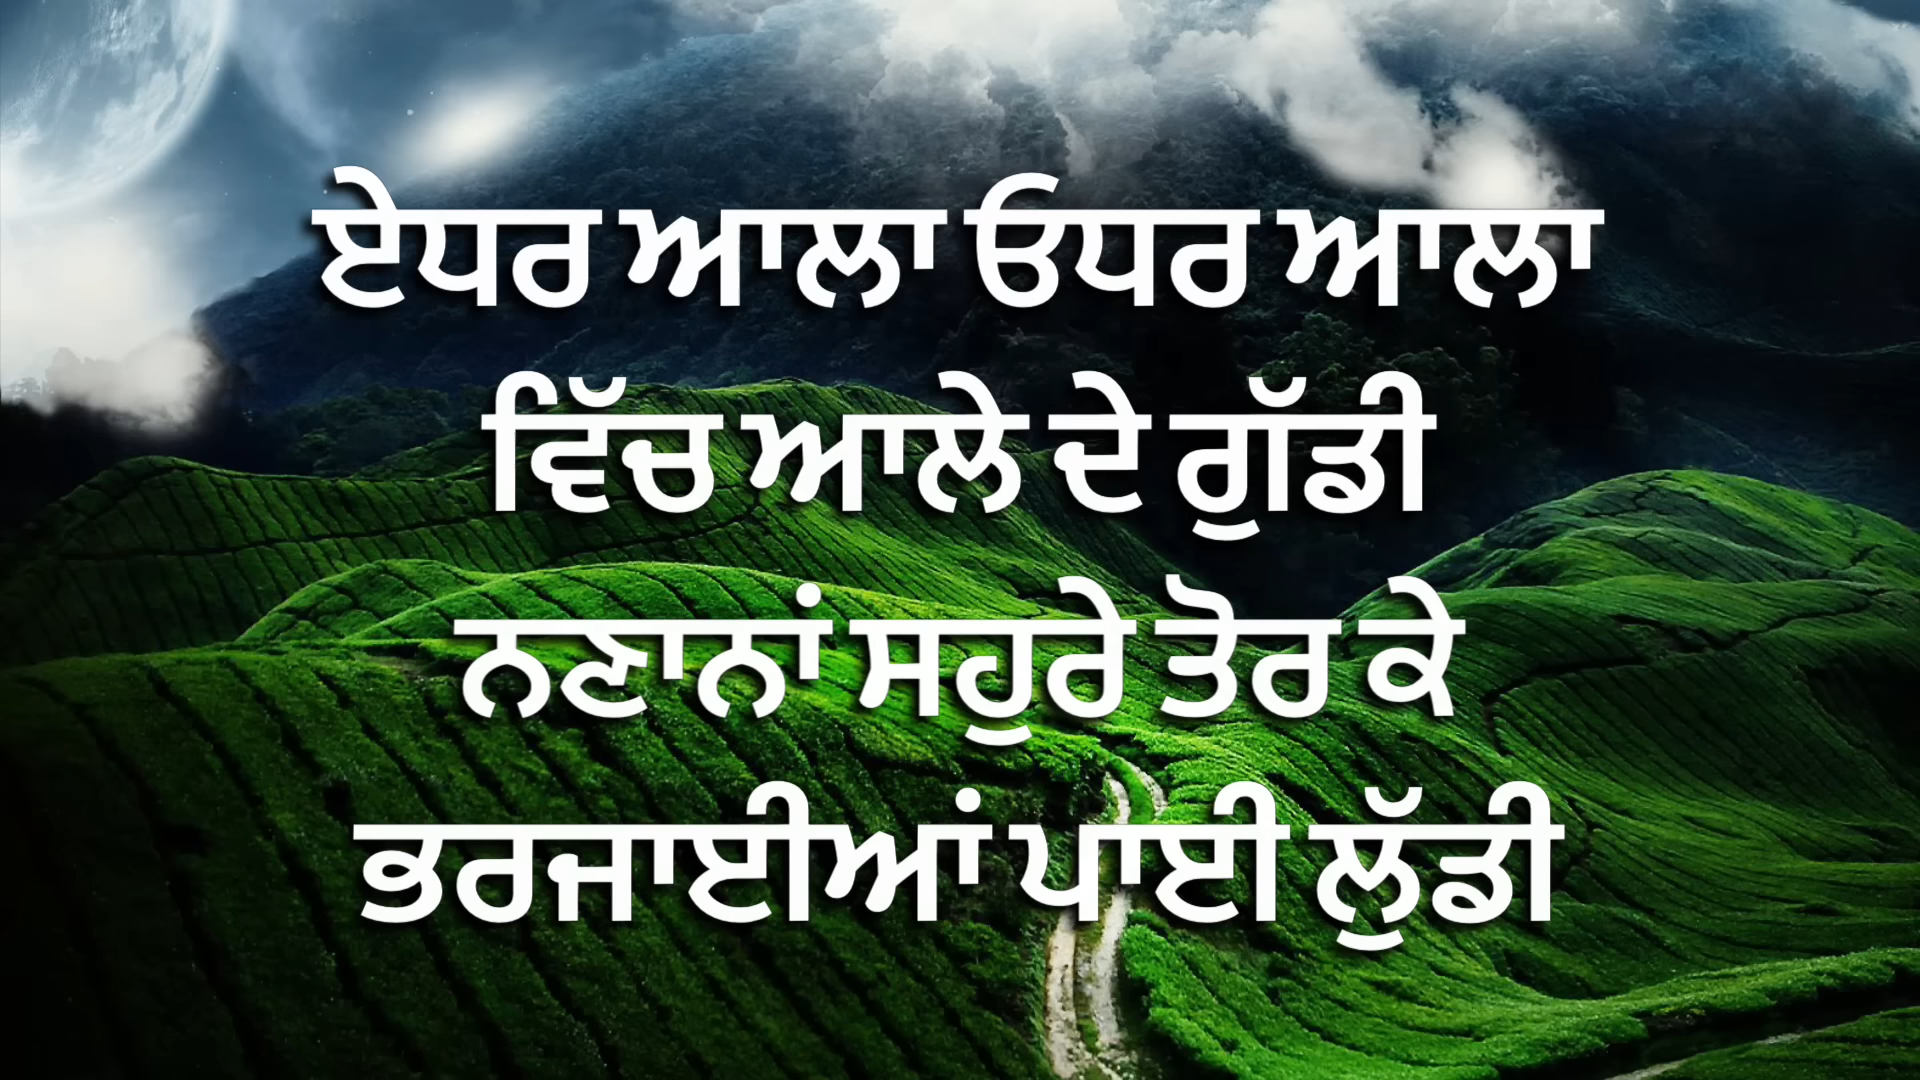 ਏਧਰ ਆਲਾ ਓਧਰ ਆਲਾ
ਵਿੱਚ ਆਲੇ ਦੇ ਗੁੱਡੀ
ਨਣਾਨਾਂ ਸਹੁਰੇ ਤੋਰ ਕੇ
ਭਰਜਾਈਆਂ ਪਾਈ ਲੁੱਡੀ